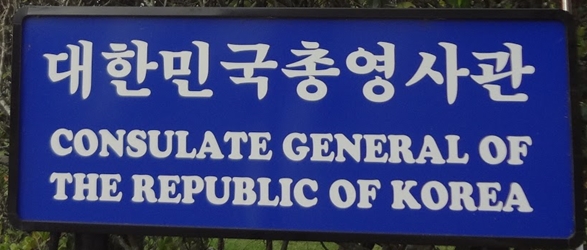 대한민국총영사관
CONSULATE GENERAL OF
THE REPUBLIC OF KOREA